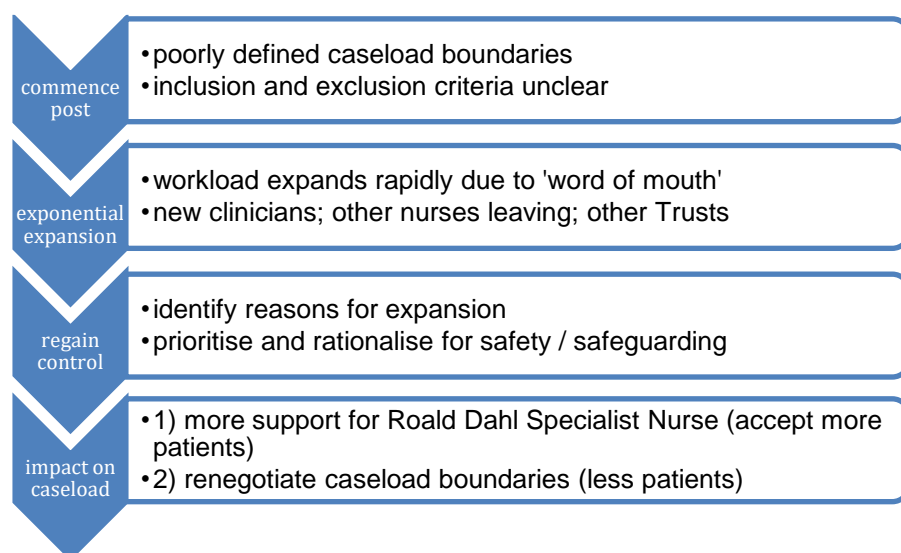 commence
post
•poorly defined caseload boundaries
•inclusion and exclusion criteria unclear
exponential
expansion
•workload expands rapidly due to 'word of mouth'
•new clinicians; other nurses leaving; other Trusts
regain
control
•identify reasons for expansion
•prioritise and rationalise for safety / safeguarding
impact on
caseload
•1) more support for Roald Dahl Specialist Nurse (accept more
patients)
•2) renegotiate caseload boundaries (less patients)